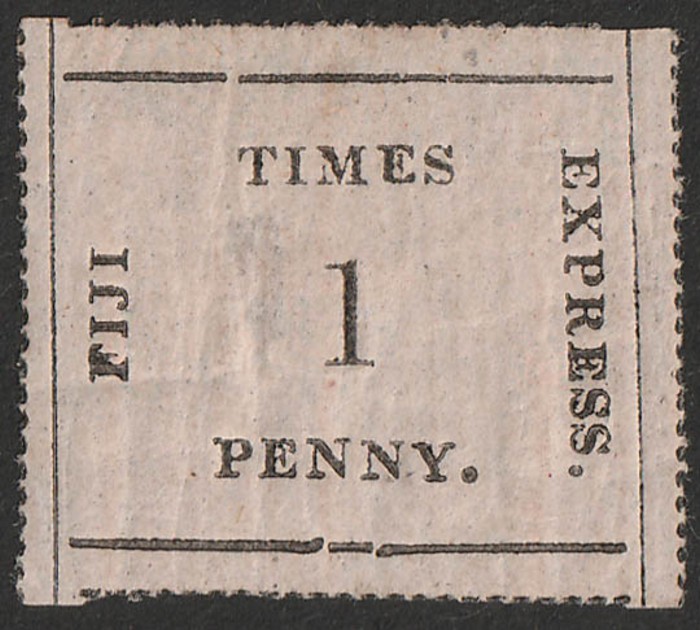 FIJI
TIMES
EXPRESS.
1
PENNY.